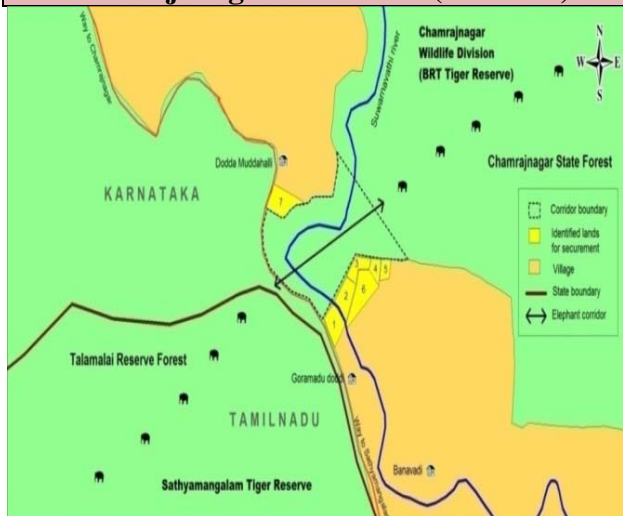 Way to Chamrajnagar
Suwarnavathi river
Chamrajnagar
Wildlife Division
(BRT Tiger Reserve)
N
W
E
S
Dodda Muddahalli
Chamrajnagar State Forest
KARNATAKA
7
Corridor boundary
Identified lands
for securement
Village
State boundary
Elephant corridor
3
4
5
2
6
1
Talamalai Reserve Forest
Goramadu doddi
TAMILNADU
Way to Sathyamangalam
Banavadi
Sathyamangalam Tiger Reserve